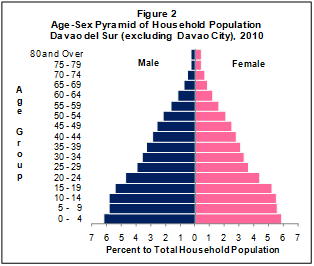 Figure 2
Age-Sex Pyramid of Household Population
Davao del Sur (excluding Davao City), 2010
Male
Female
Age Group
80 and Over
75 - 79
70 - 74
65 - 69
60 - 64
55 - 59
50 - 54
45 - 49
40 - 44
35 - 39
30 - 34
25 - 29
20 - 24
15 - 19
10 - 14
5 - 9
0 - 4
7 6 5 4 3 2 1 0 1 2 3 4 5 6 7
Percent to Total Household Population